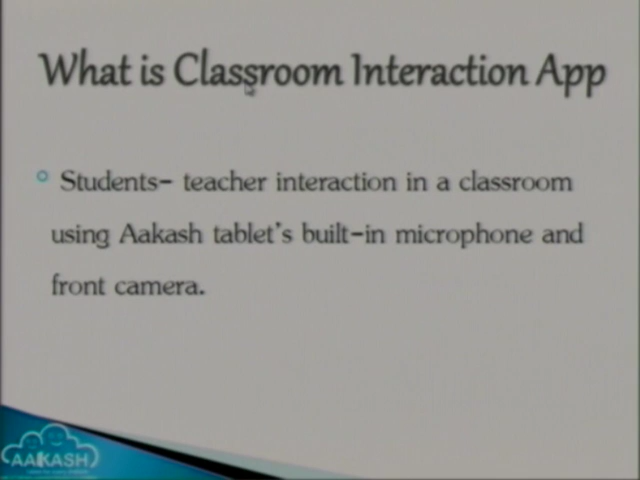 What is Classroom Interaction App
Students- teacher interaction in a classroom
using Aakash tablet's built-in microphone and
front camera.
AAKASH